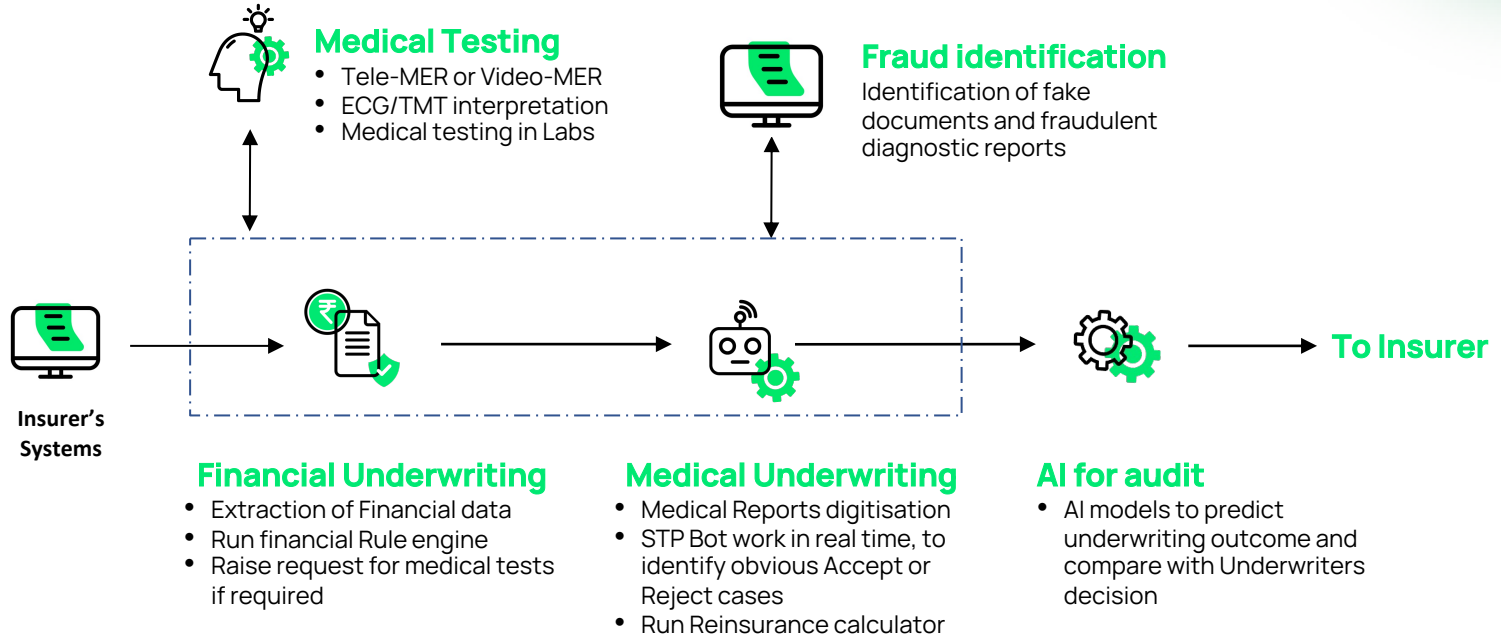 Medical Testing
• Tele-MER or Video-MER
• ECG/TMT interpretation
• Medical testing in Labs
Fraud identification
Identification of fake
documents and fraudulent
diagnostic reports
₹
Insurer's
Systems
To Insurer
Financial Underwriting
• Extraction of Financial data
• Run financial Rule engine
• Raise request for medical tests
if required
Medical Underwriting
• Medical Reports digitisation
• STP Bot work in real time, to
identify obvious Accept or
Reject cases
• Run Reinsurance calculator
AI for audit
• AI models to predict
underwriting outcome and
compare with Underwriters
decision